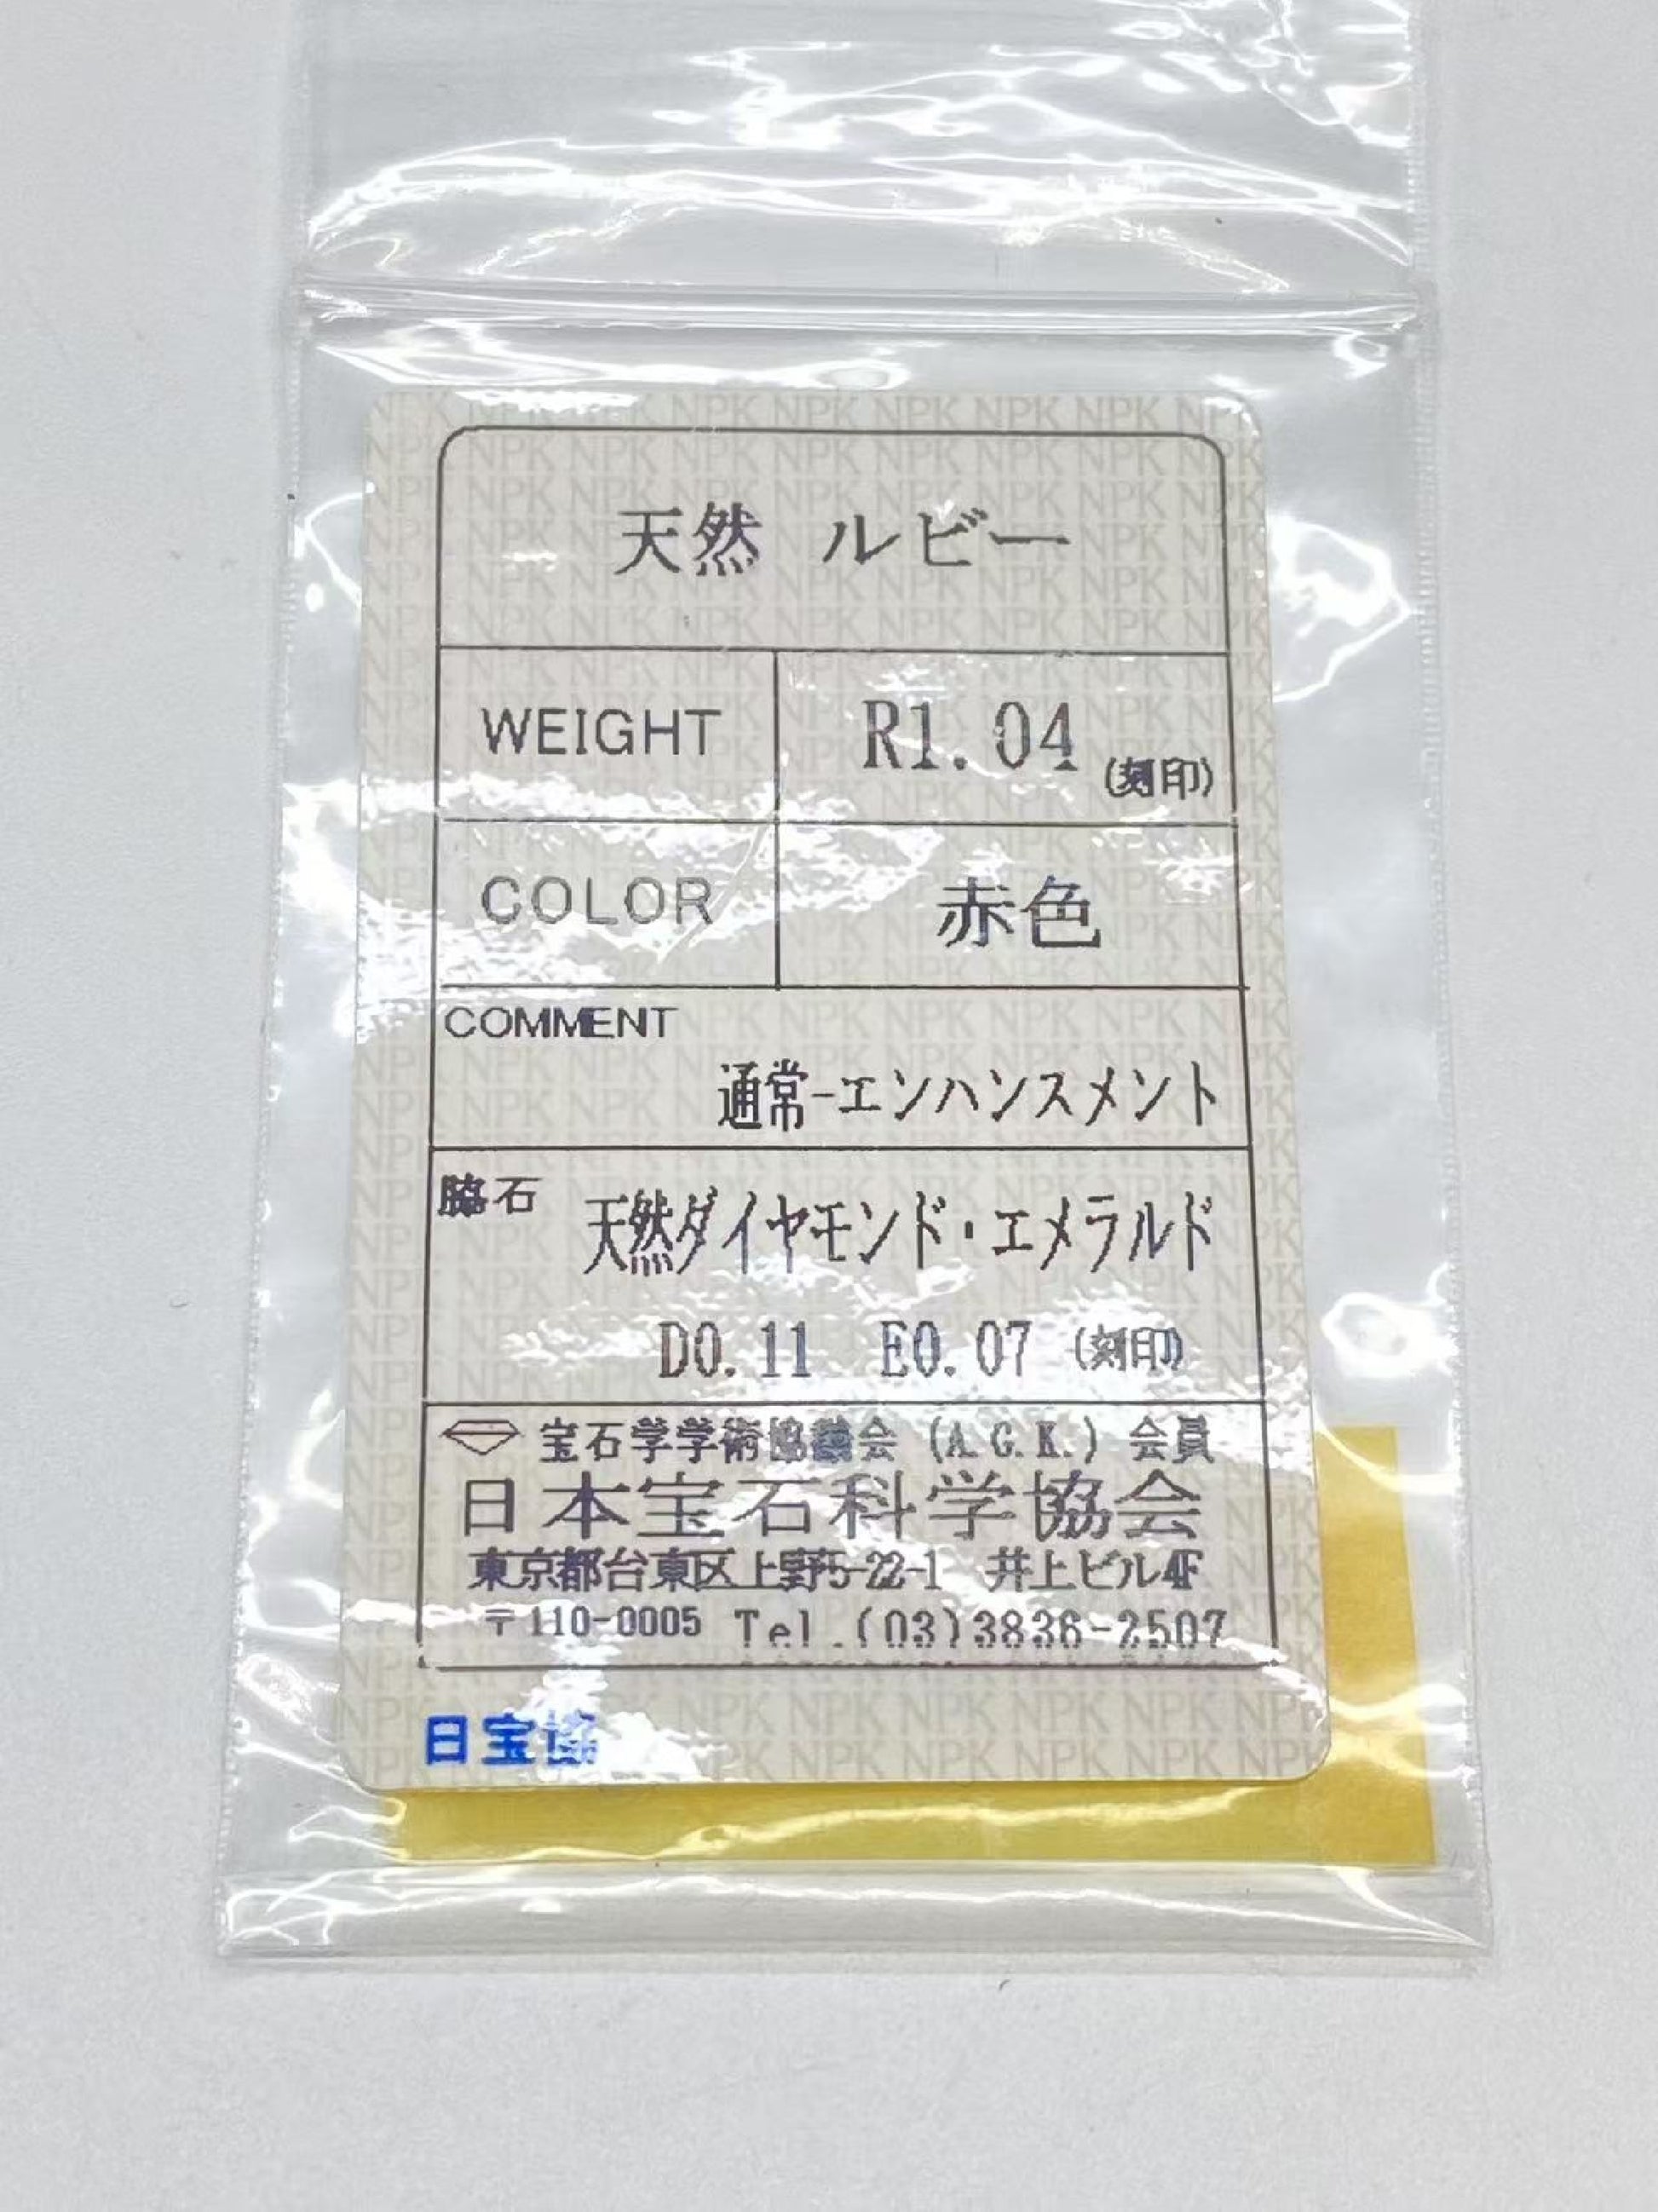 天然 ルビー
WEIGHT R1.04 (刻印)
COLOR 赤色
COMMENT
通常-エンハンスメント
脇石 天然ダイヤモンド・エメラルド
D0.11 E0.07 (刻印)
宝石学学術協議会 (A.G.K.) 会員
日本宝石科学協会
東京都台東区上野5-22-1 井上ビル4F
〒110-0005 Tel.(03)3836-2507
日宝協
NPK